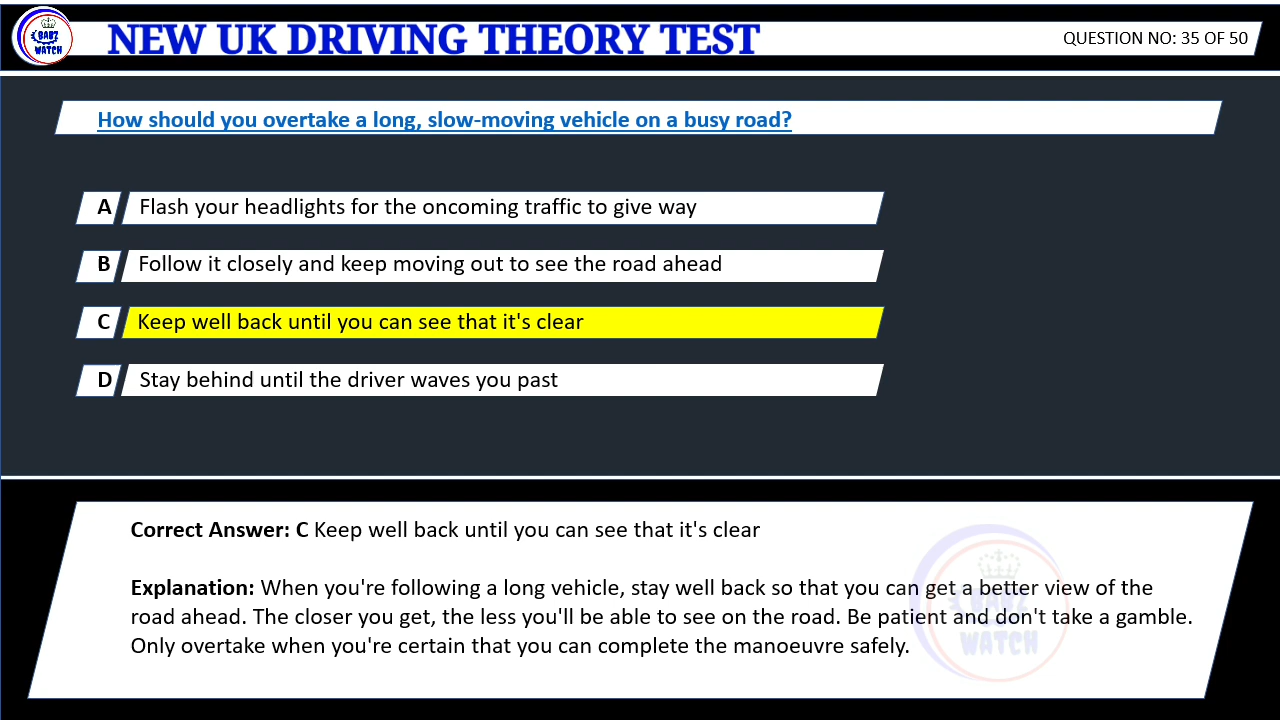 BABZ
WATCH
NEW UK DRIVING THEORY TEST
QUESTION NO: 35 OF 50
How should you overtake a long, slow-moving vehicle on a busy road?
A Flash your headlights for the oncoming traffic to give way
B Follow it closely and keep moving out to see the road ahead
C Keep well back until you can see that it's clear
D Stay behind until the driver waves you past
Correct Answer: C Keep well back until you can see that it's clear
Explanation: When you're following a long vehicle, stay well back so that you can get a better view of the
road ahead. The closer you get, the less you'll be able to see on the road. Be patient and don't take a gamble.
Only overtake when you're certain that you can complete the manoeuvre safely.
BABZ
WATCH